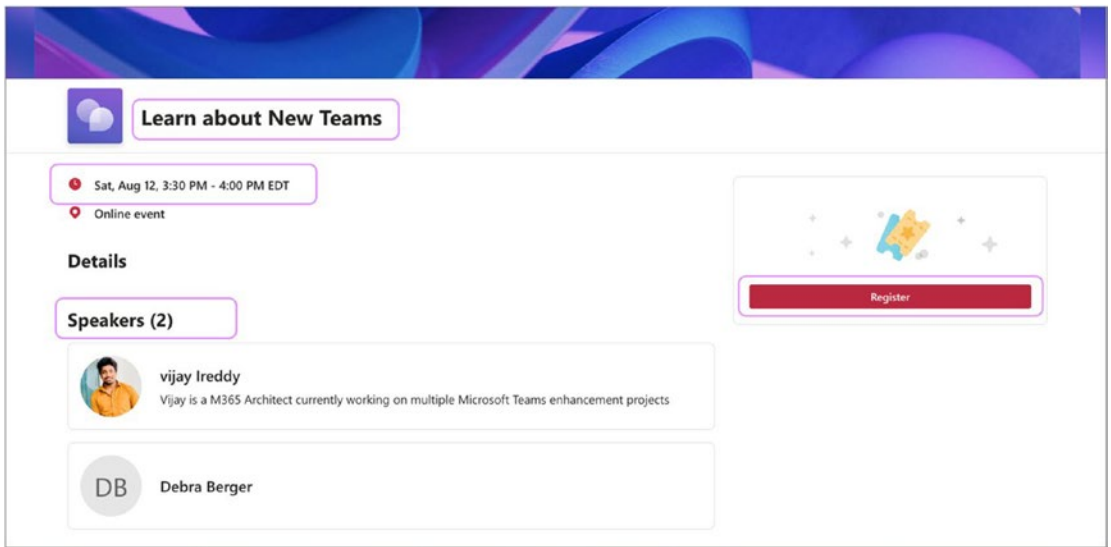 Learn about New Teams
Sat, Aug 12, 3:30 PM - 4:00 PM EDT
Online event
Details
Register
Speakers (2)
vijay Ireddy
Vijay is a M365 Architect currently working on multiple Microsoft Teams enhancement projects
DB
Debra Berger